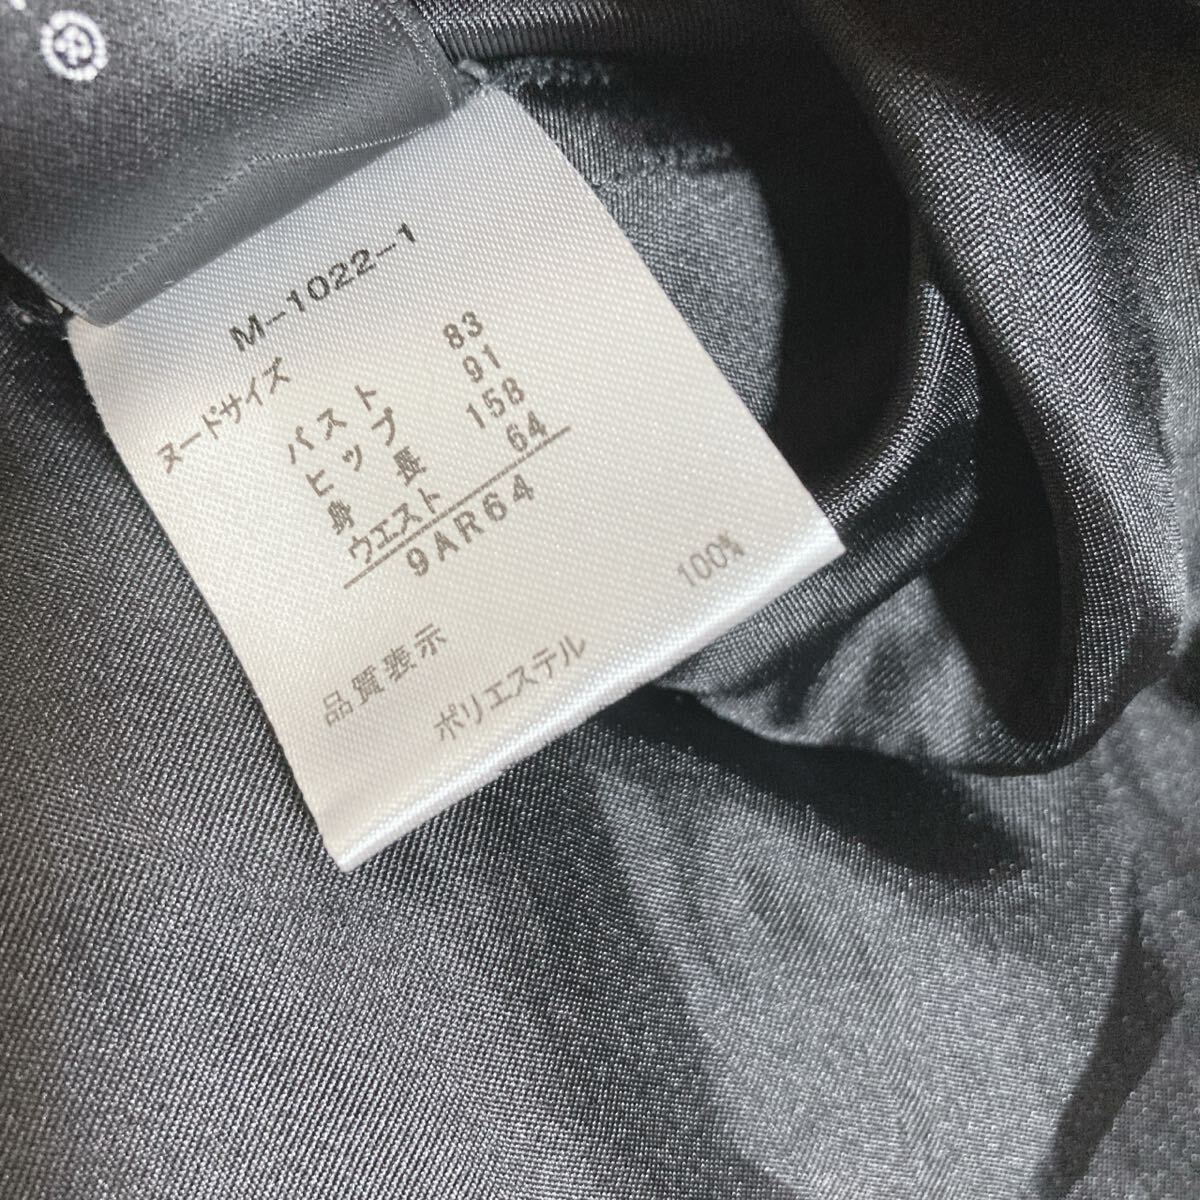 M-1022-1
ヌードサイズ
バスト 83
ヒップ 91
身長 158
ウエスト 64
9AR64
品質表示
ポリエステル 100%